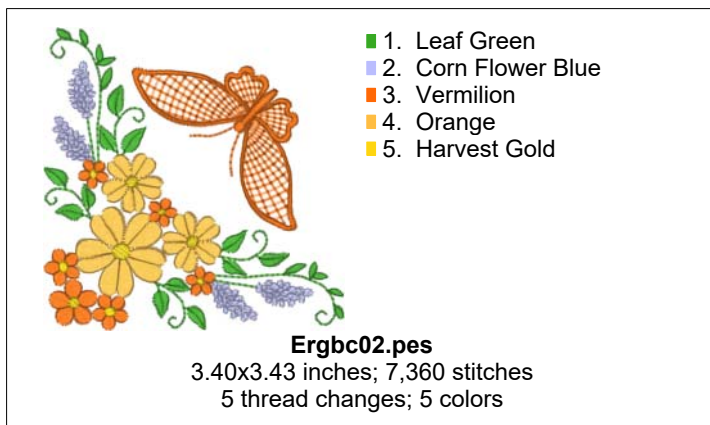 1. Leaf Green
2. Corn Flower Blue
3. Vermilion
4. Orange
5. Harvest Gold
Ergbc02.pes
3.40x3.43 inches; 7,360 stitches
5 thread changes; 5 colors